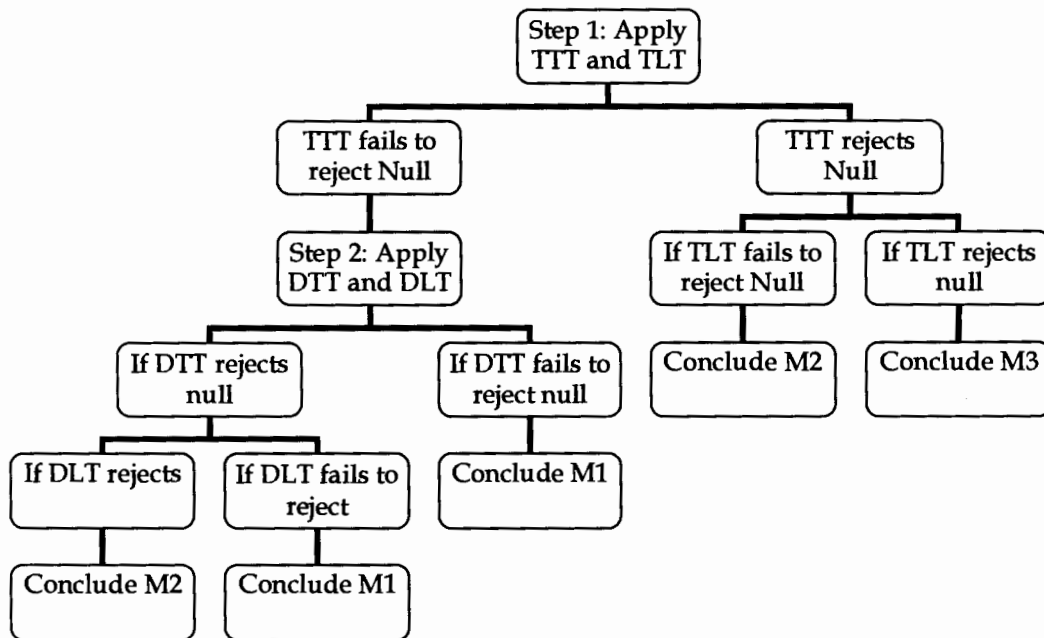 Step 1: Apply
TTT and TLT
TTT fails to
reject Null
TTT rejects
Null
Step 2: Apply
DTT and DLT
If TLT fails to
reject Null
If TLT rejects
null
If DTT rejects
null
If DTT fails to
reject null
Conclude M2
Conclude M3
If DLT rejects
If DLT fails to
reject
Conclude M1
Conclude M2
Conclude M1